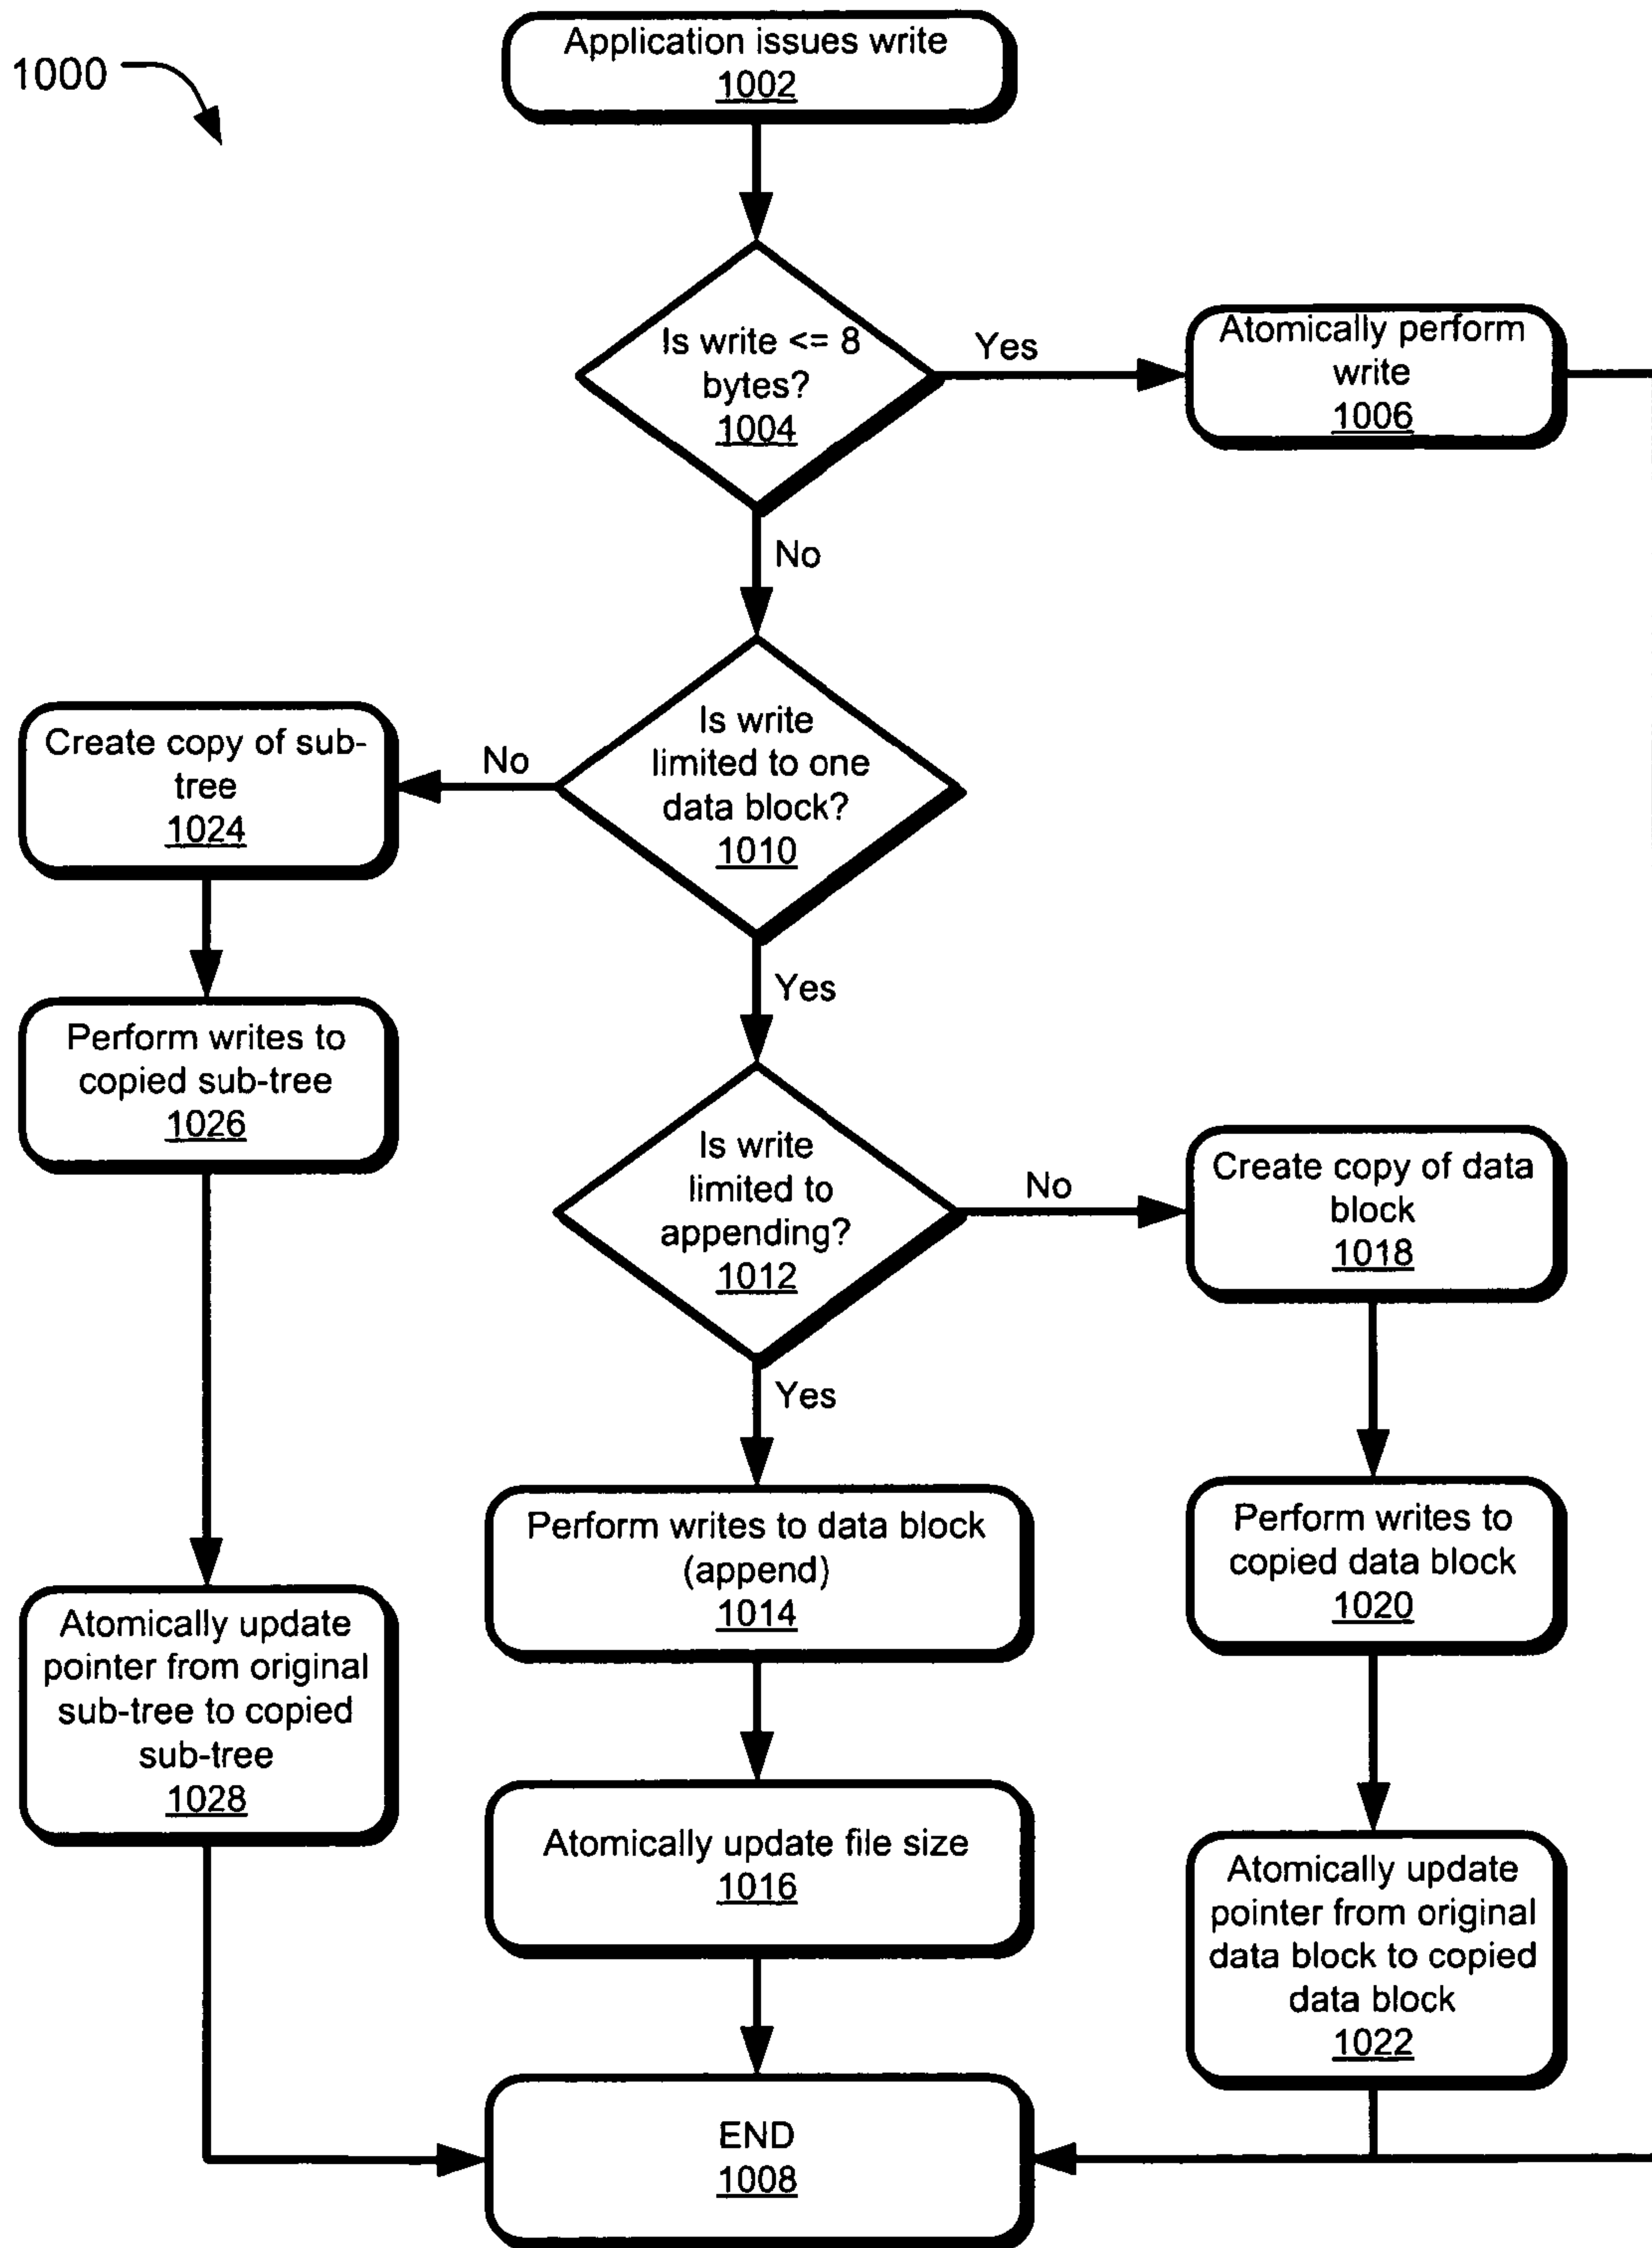 1000
Application issues write
1002
Is write <= 8
bytes?
1004
Yes
Atomically perform
write
1006
No
Is write
limited to one
data block?
1010
No
Create copy of sub-
tree
1024
Yes
Perform writes to
copied sub-tree
1026
Is write
limited to
appending?
1012
No
Create copy of data
block
1018
Yes
Perform writes to data block
(append)
1014
Perform writes to
copied data block
1020
Atomically update
pointer from original
sub-tree to copied
sub-tree
1028
Atomically update file size
1016
Atomically update
pointer from original
data block to copied
data block
1022
END
1008